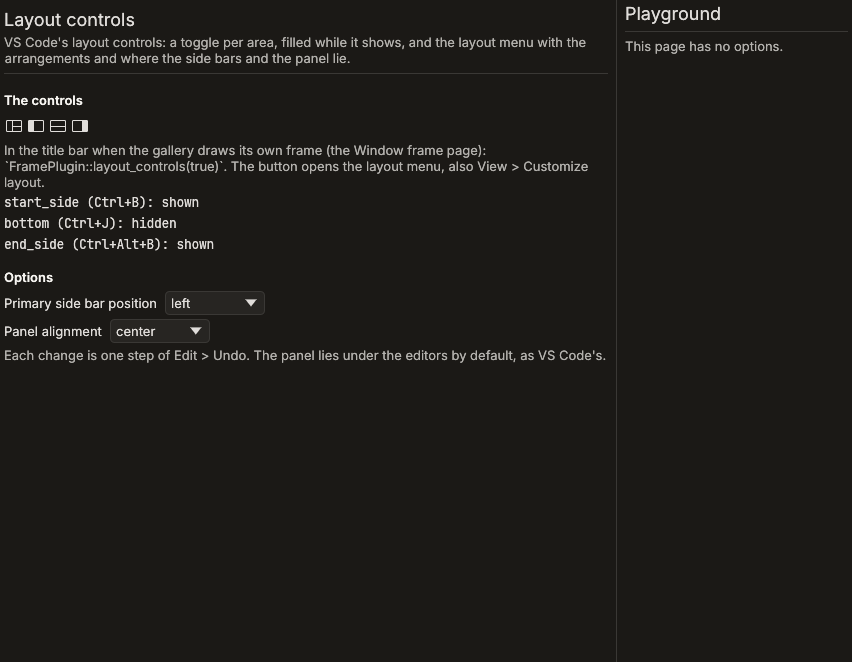 Layout controls
VS Code's layout controls: a toggle per area, filled while it shows, and the layout menu with the
arrangements and where the side bars and the panel lie.
The controls
In the title bar when the gallery draws its own frame (the Window frame page):
`FramePlugin::layout_controls(true)`. The button opens the layout menu, also View > Customize
layout.
start_side (Ctrl+B): shown
bottom (Ctrl+J): hidden
end_side (Ctrl+Alt+B): shown
Options
Primary side bar position left
Panel alignment center
Each change is one step of Edit > Undo. The panel lies under the editors by default, as VS Code's.
Playground
This page has no options.